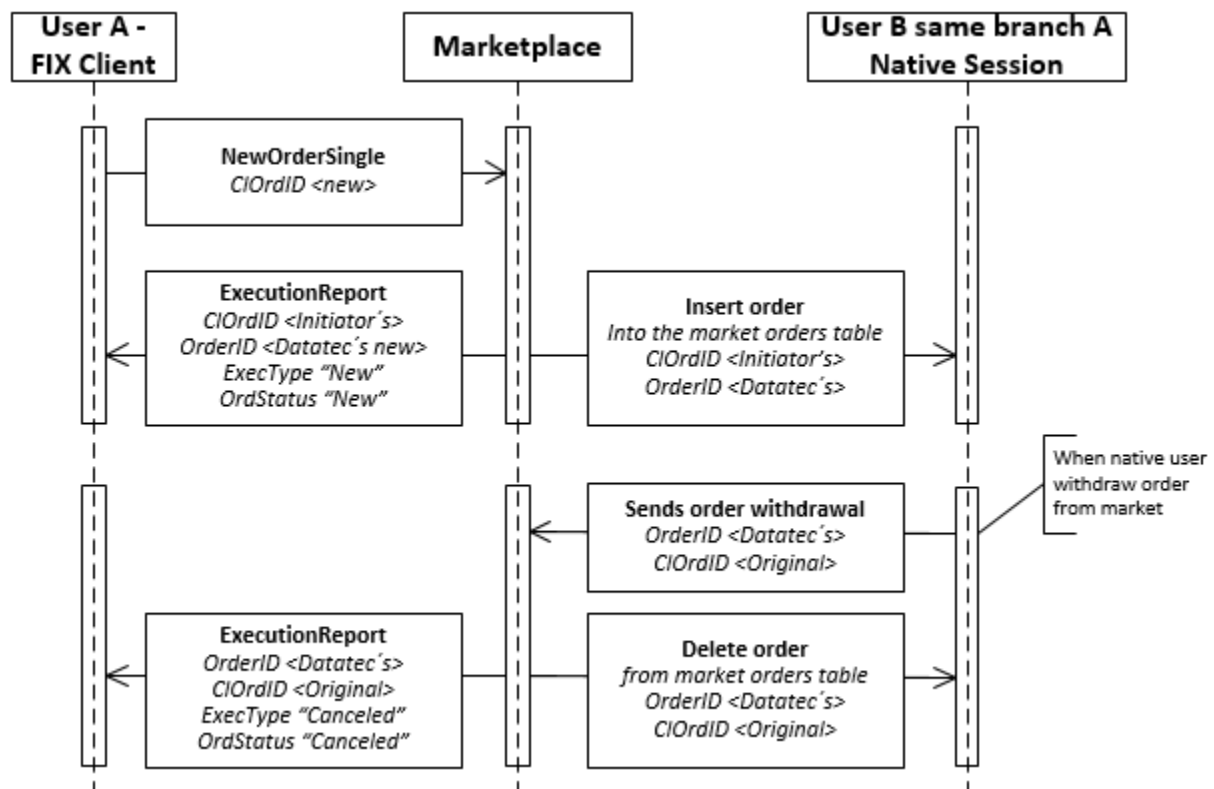 User A -
FIX Client
Marketplace
User B same branch A
Native Session
NewOrderSingle
ClOrdID <new>
ExecutionReport
ClOrdID <Initiator´s>
OrderID <Datatec´s new>
ExecType “New”
OrdStatus “New”
Insert order
Into the market orders table
ClOrdID <Initiator’s>
OrderID <Datatec´s>
When native user
withdraw order
from market
Sends order withdrawal
OrderID <Datatec´s>
ClOrdID <Original>
ExecutionReport
OrderID <Datatec´s>
ClOrdID <Original>
ExecType “Canceled”
OrdStatus “Canceled”
Delete order
from market orders table
OrderID <Datatec´s>
ClOrdID <Original>